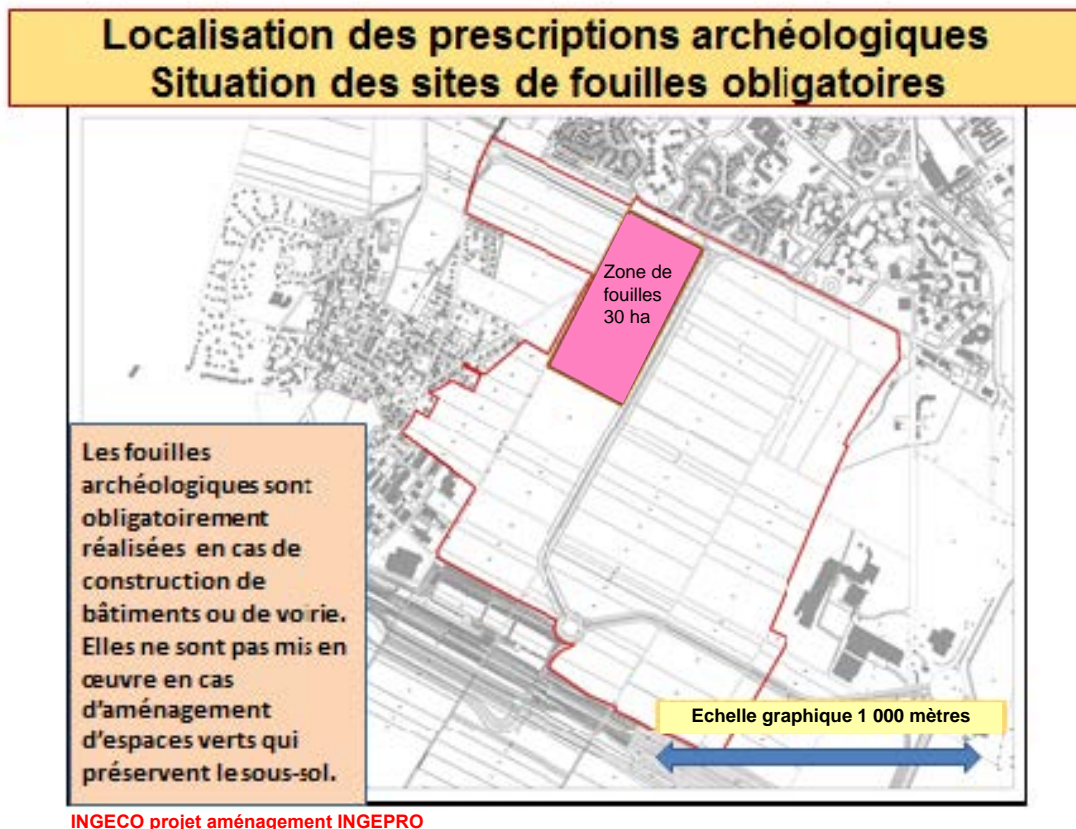 Localisation des prescriptions archéologiques
Situation des sites de fouilles obligatoires
Zone de
fouilles
30 ha
Les fouilles
archéologiques sont
obligatoirement
réalisées en cas de
construction de
bâtiments ou de voirie.
Elles ne sont pas mis en
œuvre en cas
d'aménagement
d'espaces verts qui
préservent le sous-sol.
Echelle graphique 1 000 mètres
INGECO projet aménagement INGEPRO